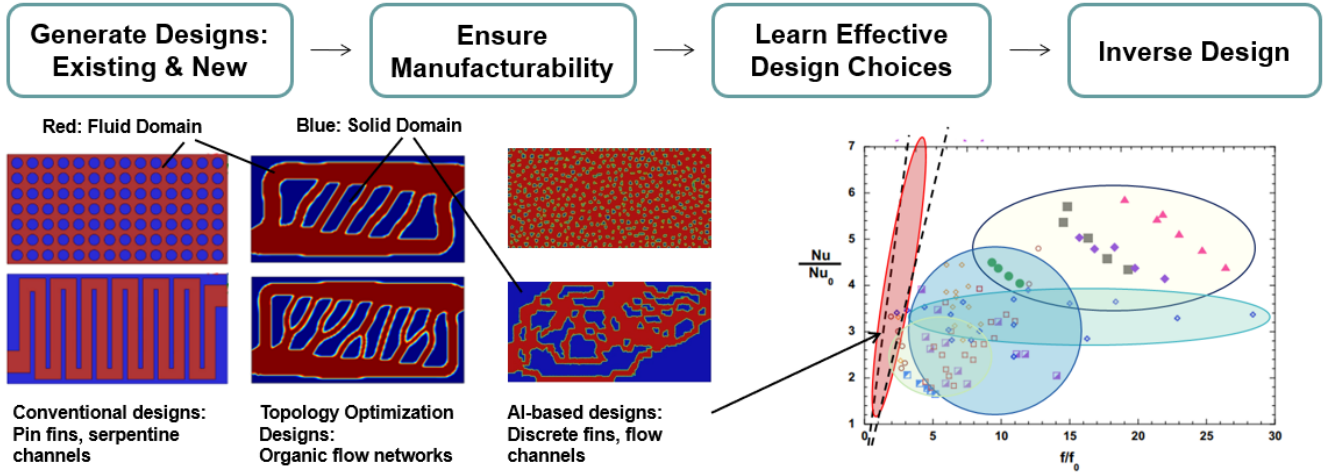 Generate Designs:
Existing & New
Ensure
Manufacturability
Learn Effective
Design Choices
Inverse Design
Red: Fluid Domain
Blue: Solid Domain
Conventional designs:
Pin fins, serpentine
channels
Topology Optimization
Designs:
Organic flow networks
AI-based designs:
Discrete fins, flow
channels
7
6
5
4
3
2
1
Nu
Nu0
0
5
10
15
20
25
30
f/f0